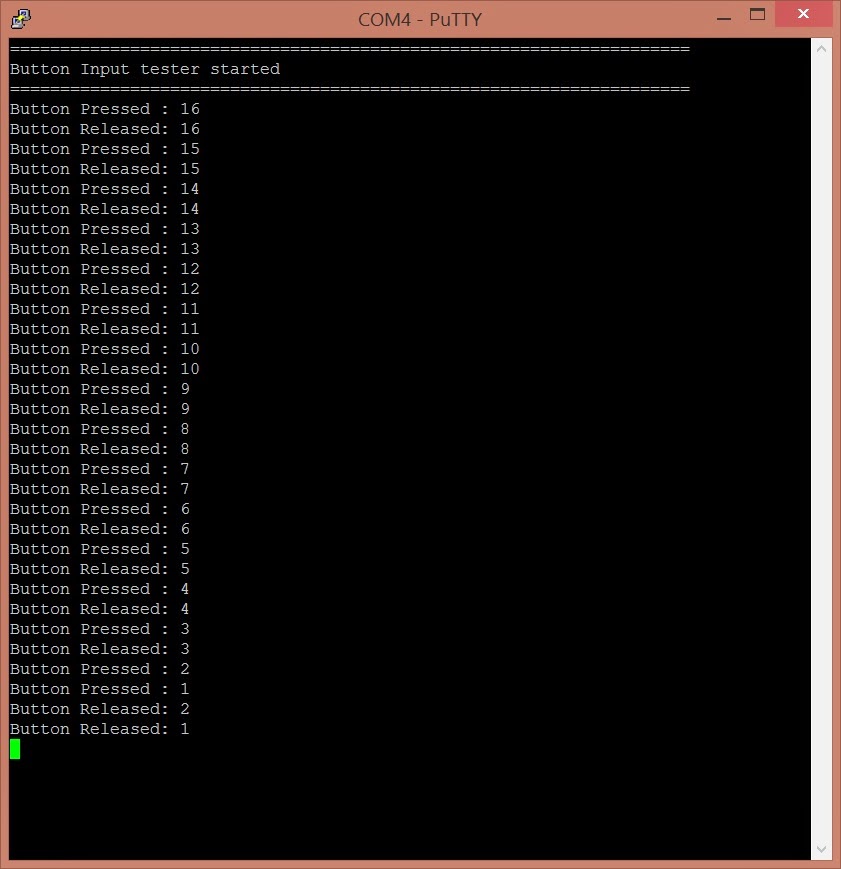 COM4 - PuTTY
====================================================================
Button Input tester started
====================================================================
Button Pressed : 16
Button Released: 16
Button Pressed : 15
Button Released: 15
Button Pressed : 14
Button Released: 14
Button Pressed : 13
Button Released: 13
Button Pressed : 12
Button Released: 12
Button Pressed : 11
Button Released: 11
Button Pressed : 10
Button Released: 10
Button Pressed : 9
Button Released: 9
Button Pressed : 8
Button Released: 8
Button Pressed : 7
Button Released: 7
Button Pressed : 6
Button Released: 6
Button Pressed : 5
Button Released: 5
Button Pressed : 4
Button Released: 4
Button Pressed : 3
Button Released: 3
Button Pressed : 2
Button Pressed : 1
Button Released: 2
Button Released: 1